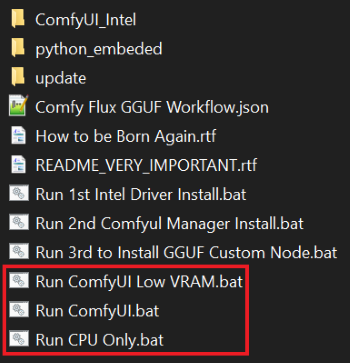 ComfyUI_Intel
python_embeded
update
Comfy Flux GGUF Workflow.json
How to be Born Again.rtf
README_VERY_IMPORTANT.rtf
Run 1st Intel Driver Install.bat
Run 2nd ComfyuI Manager Install.bat
Run 3rd to Install GGUF Custom Node.bat
Run ComfyUI Low VRAM.bat
Run ComfyUI.bat
Run CPU Only.bat